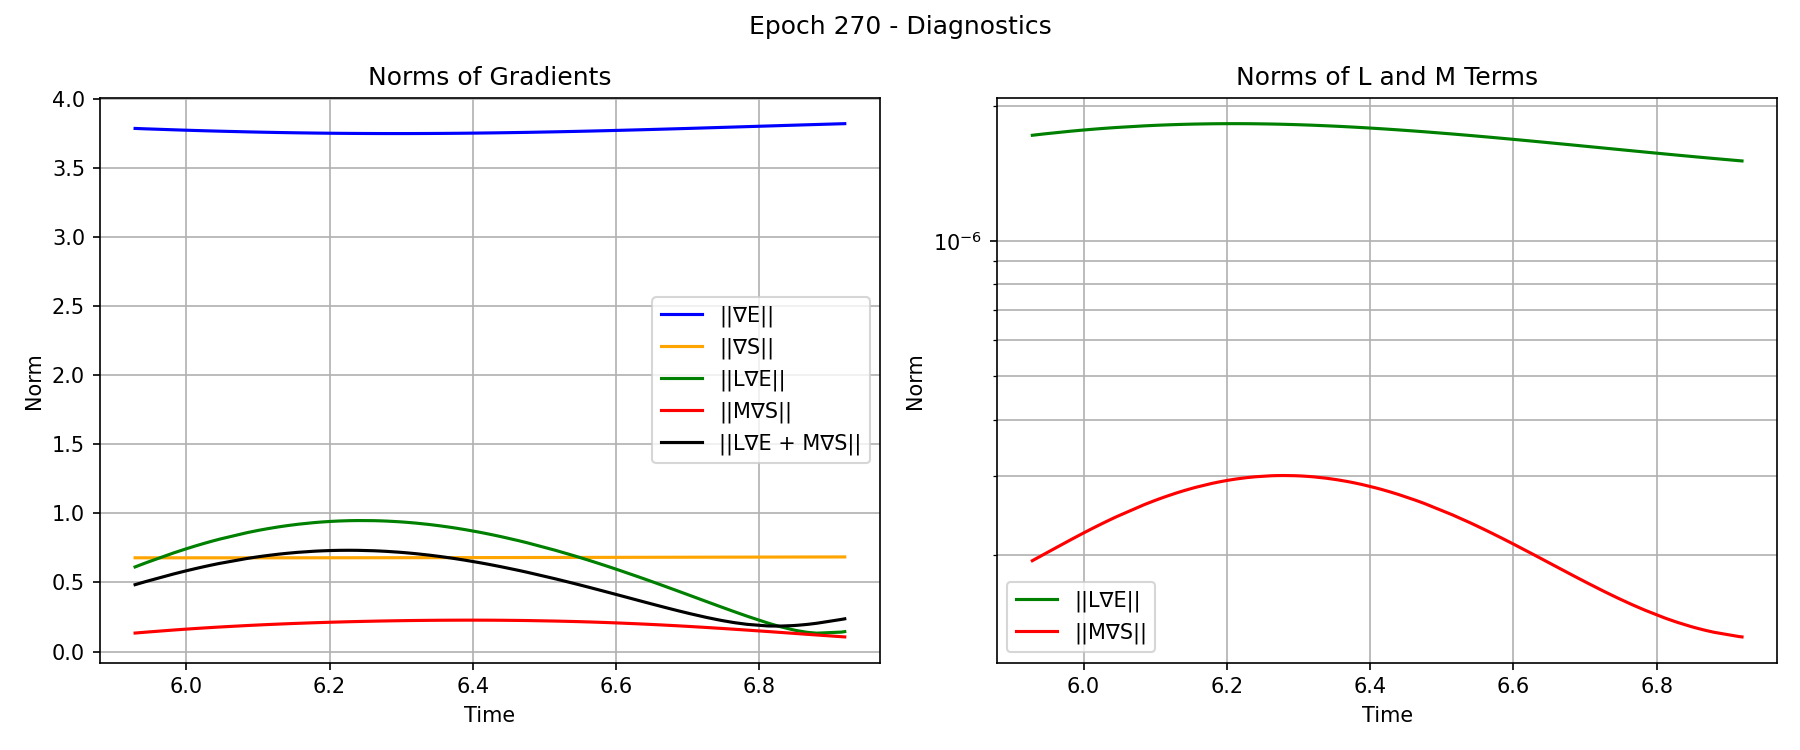 Epoch 270 - Diagnostics
Norms of Gradients
4.0
3.5
3.0
2.5
2.0
1.5
1.0
0.5
0.0
Norm
||∇E||
||∇S||
||L∇E||
||M∇S||
||L∇E + M∇S||
6.0 6.2 6.4 6.6 6.8
Time
Norms of L and M Terms
10⁻⁶
Norm
||L∇E||
||M∇S||
6.0 6.2 6.4 6.6 6.8
Time